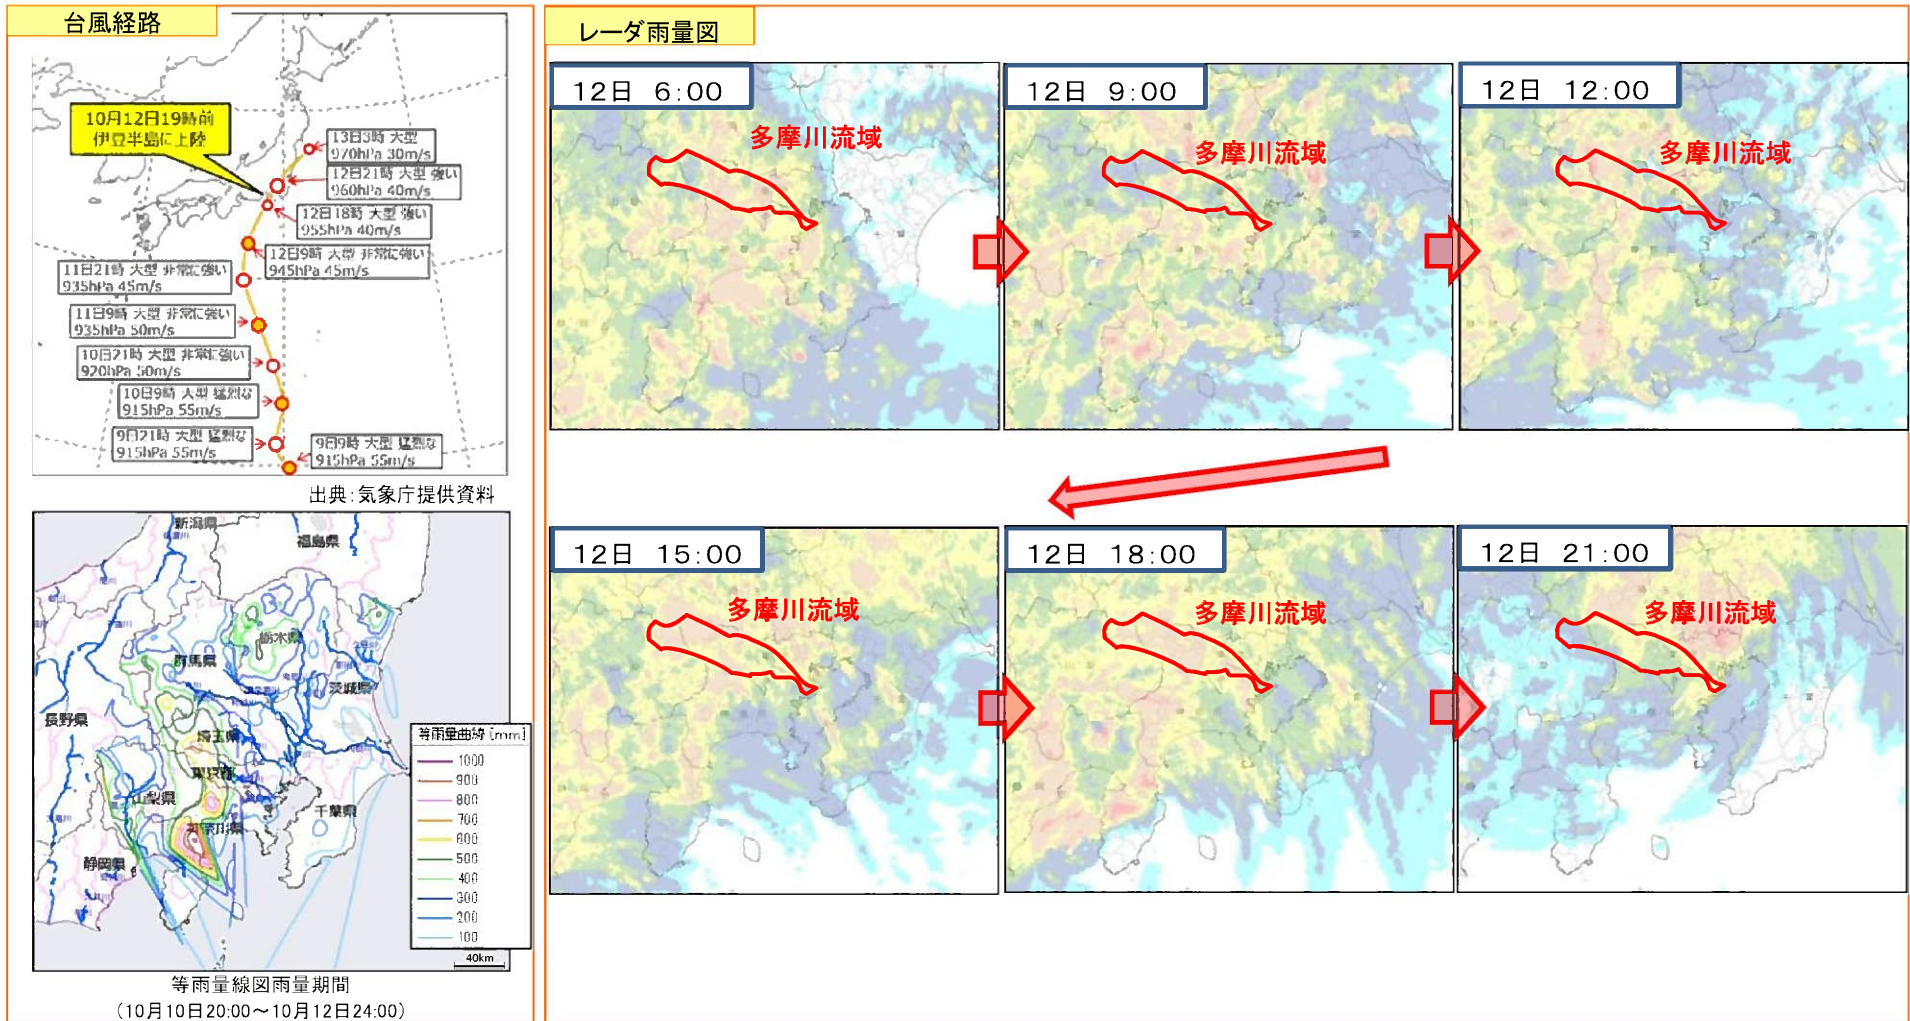 台風経路
10月12日19時前
伊豆半島に上陸
13日3時 大型
970hPa 30m/s
12日21時 大型 強い
960hPa 40m/s
12日18時 大型 強い
955hPa 40m/s
12日9時 大型 非常に強い
945hPa 45m/s
11日21時 大型 非常に強い
935hPa 45m/s
11日9時 大型 非常に強い
935hPa 50m/s
10日21時 大型 非常に強い
920hPa 50m/s
10日9時 大型 猛烈な
915hPa 55m/s
9日21時 大型 猛烈な
915hPa 55m/s
9日9時 大型 猛烈な
915hPa 55m/s
出典:気象庁提供資料
新潟県
福島県
栃木県
群馬県
茨城県
長野県
埼玉県
東京都
山梨県
千葉県
神奈川県
静岡県
等雨量曲線 [mm]
1000
900
800
700
600
500
400
300
200
100
40km
等雨量線図雨量期間
(10月10日20:00～10月12日24:00)
レーダ雨量図
12日 6:00
多摩川流域
12日 9:00
多摩川流域
12日 12:00
多摩川流域
12日 15:00
多摩川流域
12日 18:00
多摩川流域
12日 21:00
多摩川流域